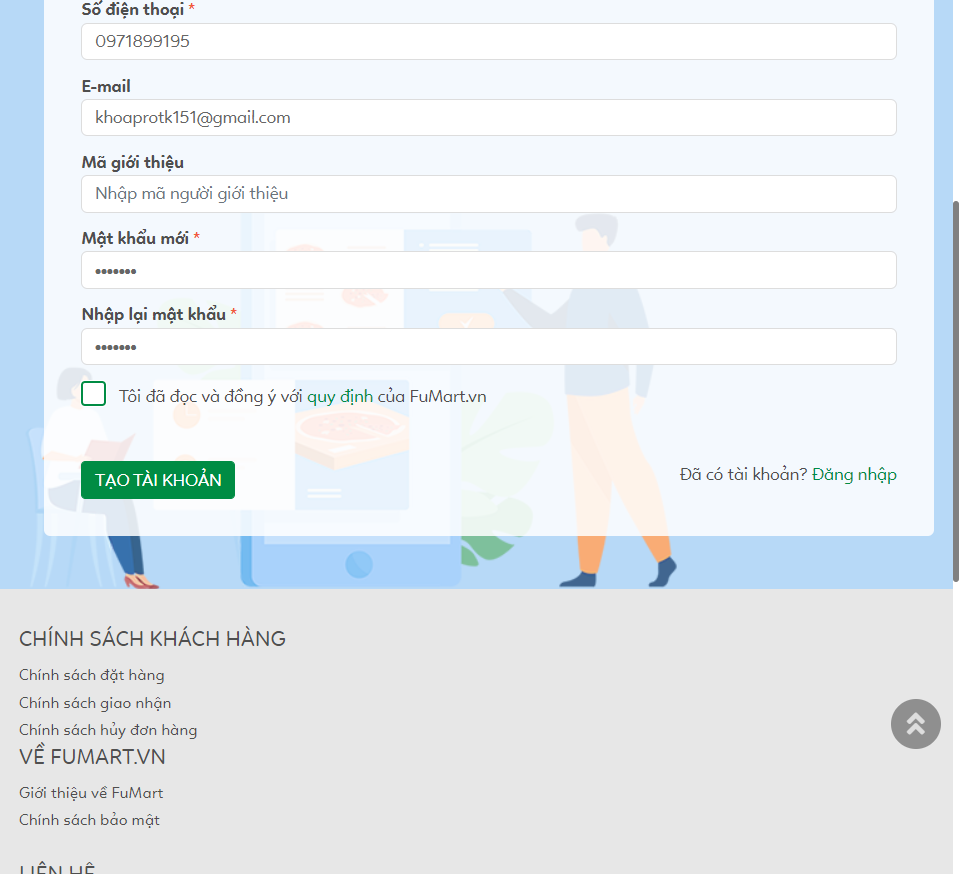 Số điện thoại *
0971899195
E-mail
khoaprotk151@gmail.com
Mã giới thiệu
Nhập mã người giới thiệu
Mật khẩu mới *
•••••••
Nhập lại mật khẩu *
•••••••
Tôi đã đọc và đồng ý với quy định của FuMart.vn
TẠO TÀI KHOẢN
Đã có tài khoản? Đăng nhập
CHÍNH SÁCH KHÁCH HÀNG
Chính sách đặt hàng
Chính sách giao nhận
Chính sách hủy đơn hàng
VỀ FUMART.VN
Giới thiệu về FuMart
Chính sách bảo mật
LIÊN HỆ